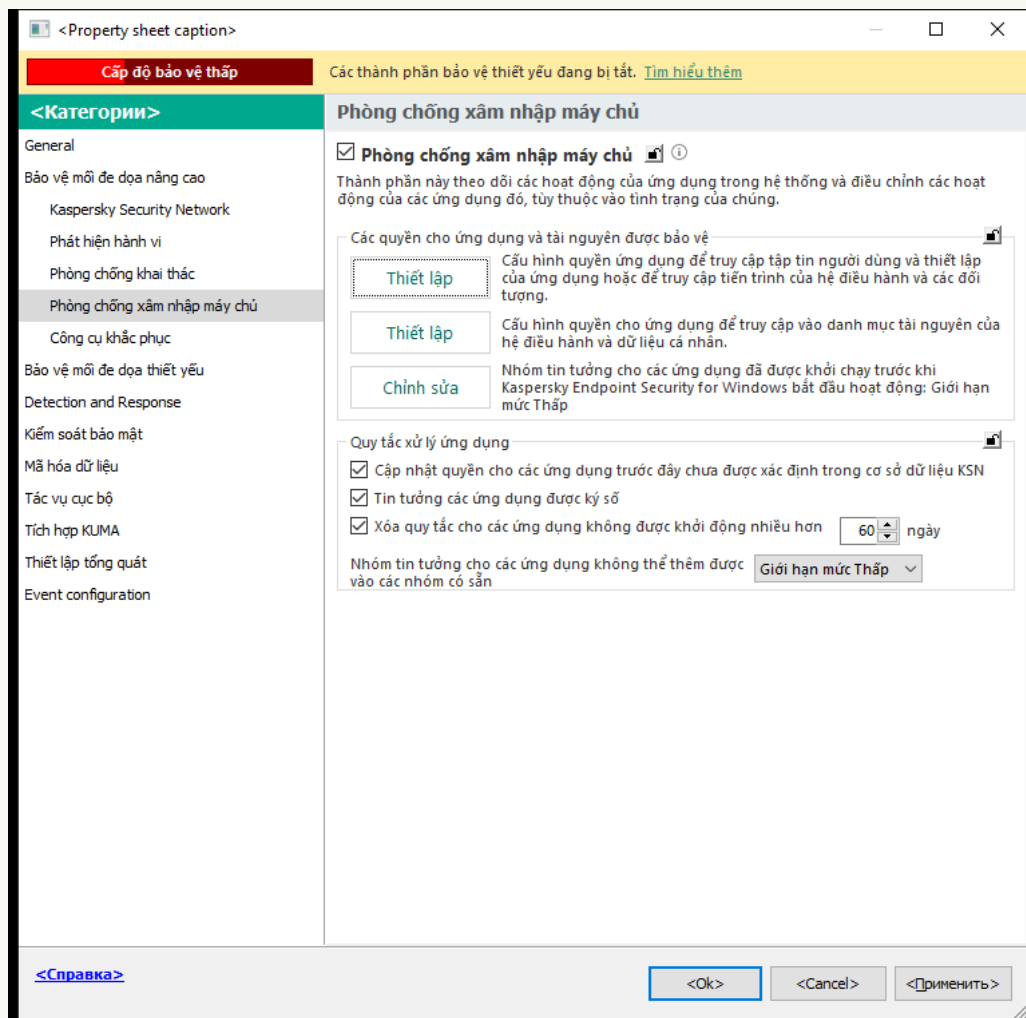 <Property sheet caption>
Cấp độ bảo vệ thấp
Các thành phần bảo vệ thiết yếu đang bị tắt. Tìm hiểu thêm
<Категории>
General
Bảo vệ mối đe dọa nâng cao
Kaspersky Security Network
Phát hiện hành vi
Phòng chống khai thác
Phòng chống xâm nhập máy chủ
Công cụ khắc phục
Bảo vệ mối đe dọa thiết yếu
Detection and Response
Kiểm soát bảo mật
Mã hóa dữ liệu
Tác vụ cục bộ
Tích hợp KUMA
Thiết lập tổng quát
Event configuration
Phòng chống xâm nhập máy chủ
Phòng chống xâm nhập máy chủ
Thành phần này theo dõi các hoạt động của ứng dụng trong hệ thống và điều chỉnh các hoạt
động của các ứng dụng đó, tùy thuộc vào tình trạng của chúng.
Các quyền cho ứng dụng và tài nguyên được bảo vệ
Thiết lập
Cấu hình quyền ứng dụng để truy cập tập tin người dùng và thiết lập
của ứng dụng hoặc để truy cập tiến trình của hệ điều hành và các đối
tượng.
Thiết lập
Cấu hình quyền cho ứng dụng để truy cập vào danh mục tài nguyên của
hệ điều hành và dữ liệu cá nhân.
Chỉnh sửa
Nhóm tin tưởng cho các ứng dụng đã được khởi chạy trước khi
Kaspersky Endpoint Security for Windows bắt đầu hoạt động: Giới hạn
mức Thấp
Quy tắc xử lý ứng dụng
Cập nhật quyền cho các ứng dụng trước đây chưa được xác định trong cơ sở dữ liệu KSN
Tin tưởng các ứng dụng được ký số
Xóa quy tắc cho các ứng dụng không được khởi động nhiều hơn 60 ngày
Nhóm tin tưởng cho các ứng dụng không thể thêm được
vào các nhóm có sẵn
Giới hạn mức Thấp
<Справка>
<Ok>
<Cancel>
<Применить>